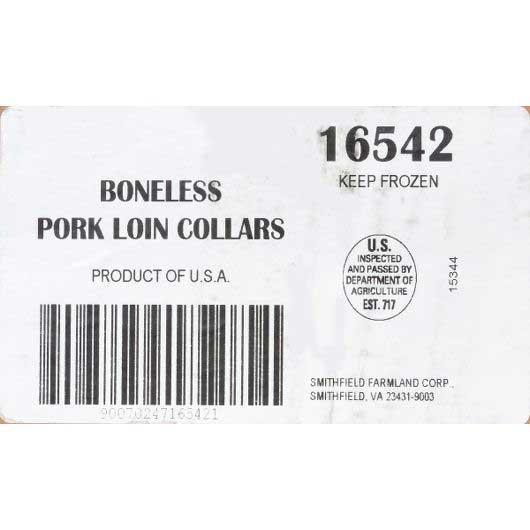 16542
KEEP FROZEN
BONELESS
PORK LOIN COLLARS
PRODUCT OF U.S.A.
U.S.
INSPECTED
AND PASSED BY
DEPARTMENT OF
AGRICULTURE
EST. 717
15344
90070247165421
SMITHFIELD FARMLAND CORP.,
SMITHFIELD, VA 23431-9003